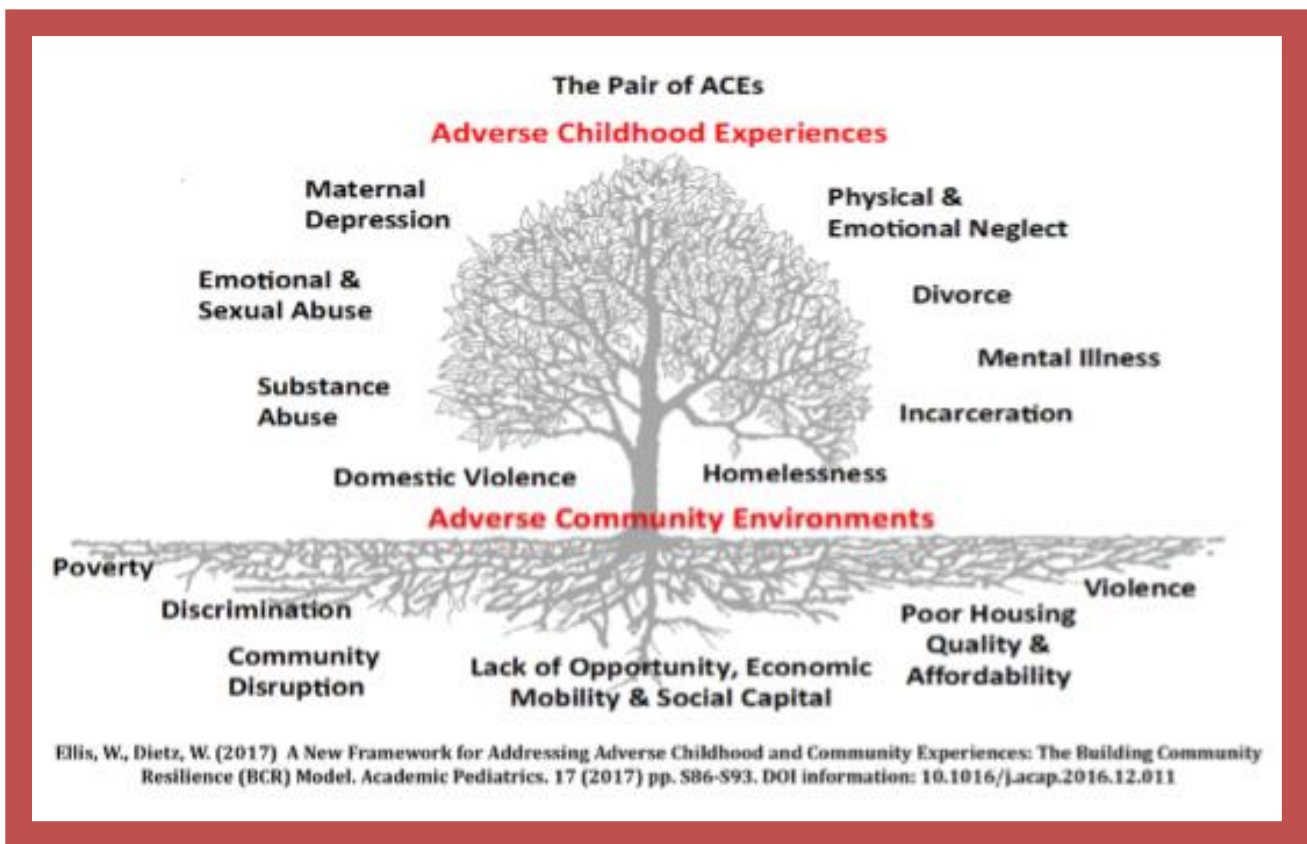 The Pair of ACEs
Adverse Childhood Experiences
Maternal
Depression
Physical &
Emotional Neglect
Emotional &
Sexual Abuse
Divorce
Mental Illness
Substance
Abuse
Incarceration
Domestic Violence
Homelessness
Adverse Community Environments
Poverty
Violence
Discrimination
Poor Housing
Quality &
Affordability
Community
Disruption
Lack of Opportunity, Economic
Mobility & Social Capital
Ellis, W., Dietz, W. (2017) A New Framework for Addressing Adverse Childhood and Community Experiences: The Building Community
Resilience (BCR) Model. Academic Pediatrics. 17 (2017) pp. S86-S93. DOI information: 10.1016/j.acap.2016.12.011